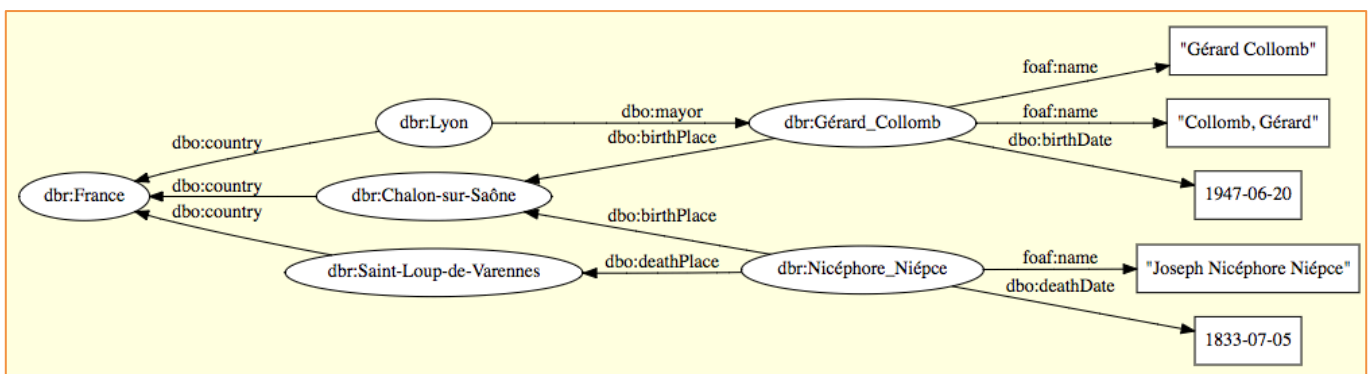 "Gérard Collomb"
foaf:name
dbr:Lyon
dbo:mayor
dbr:Gérard_Collomb
foaf:name
"Collomb, Gérard"
dbo:country
dbo:birthPlace
dbo:birthDate
dbr:France
dbo:country
dbr:Chalon-sur-Saône
1947-06-20
dbo:country
dbo:birthPlace
dbr:Saint-Loup-de-Varennes
dbo:deathPlace
dbr:Nicéphore_Niépce
foaf:name
"Joseph Nicéphore Niépce"
dbo:deathDate
1833-07-05